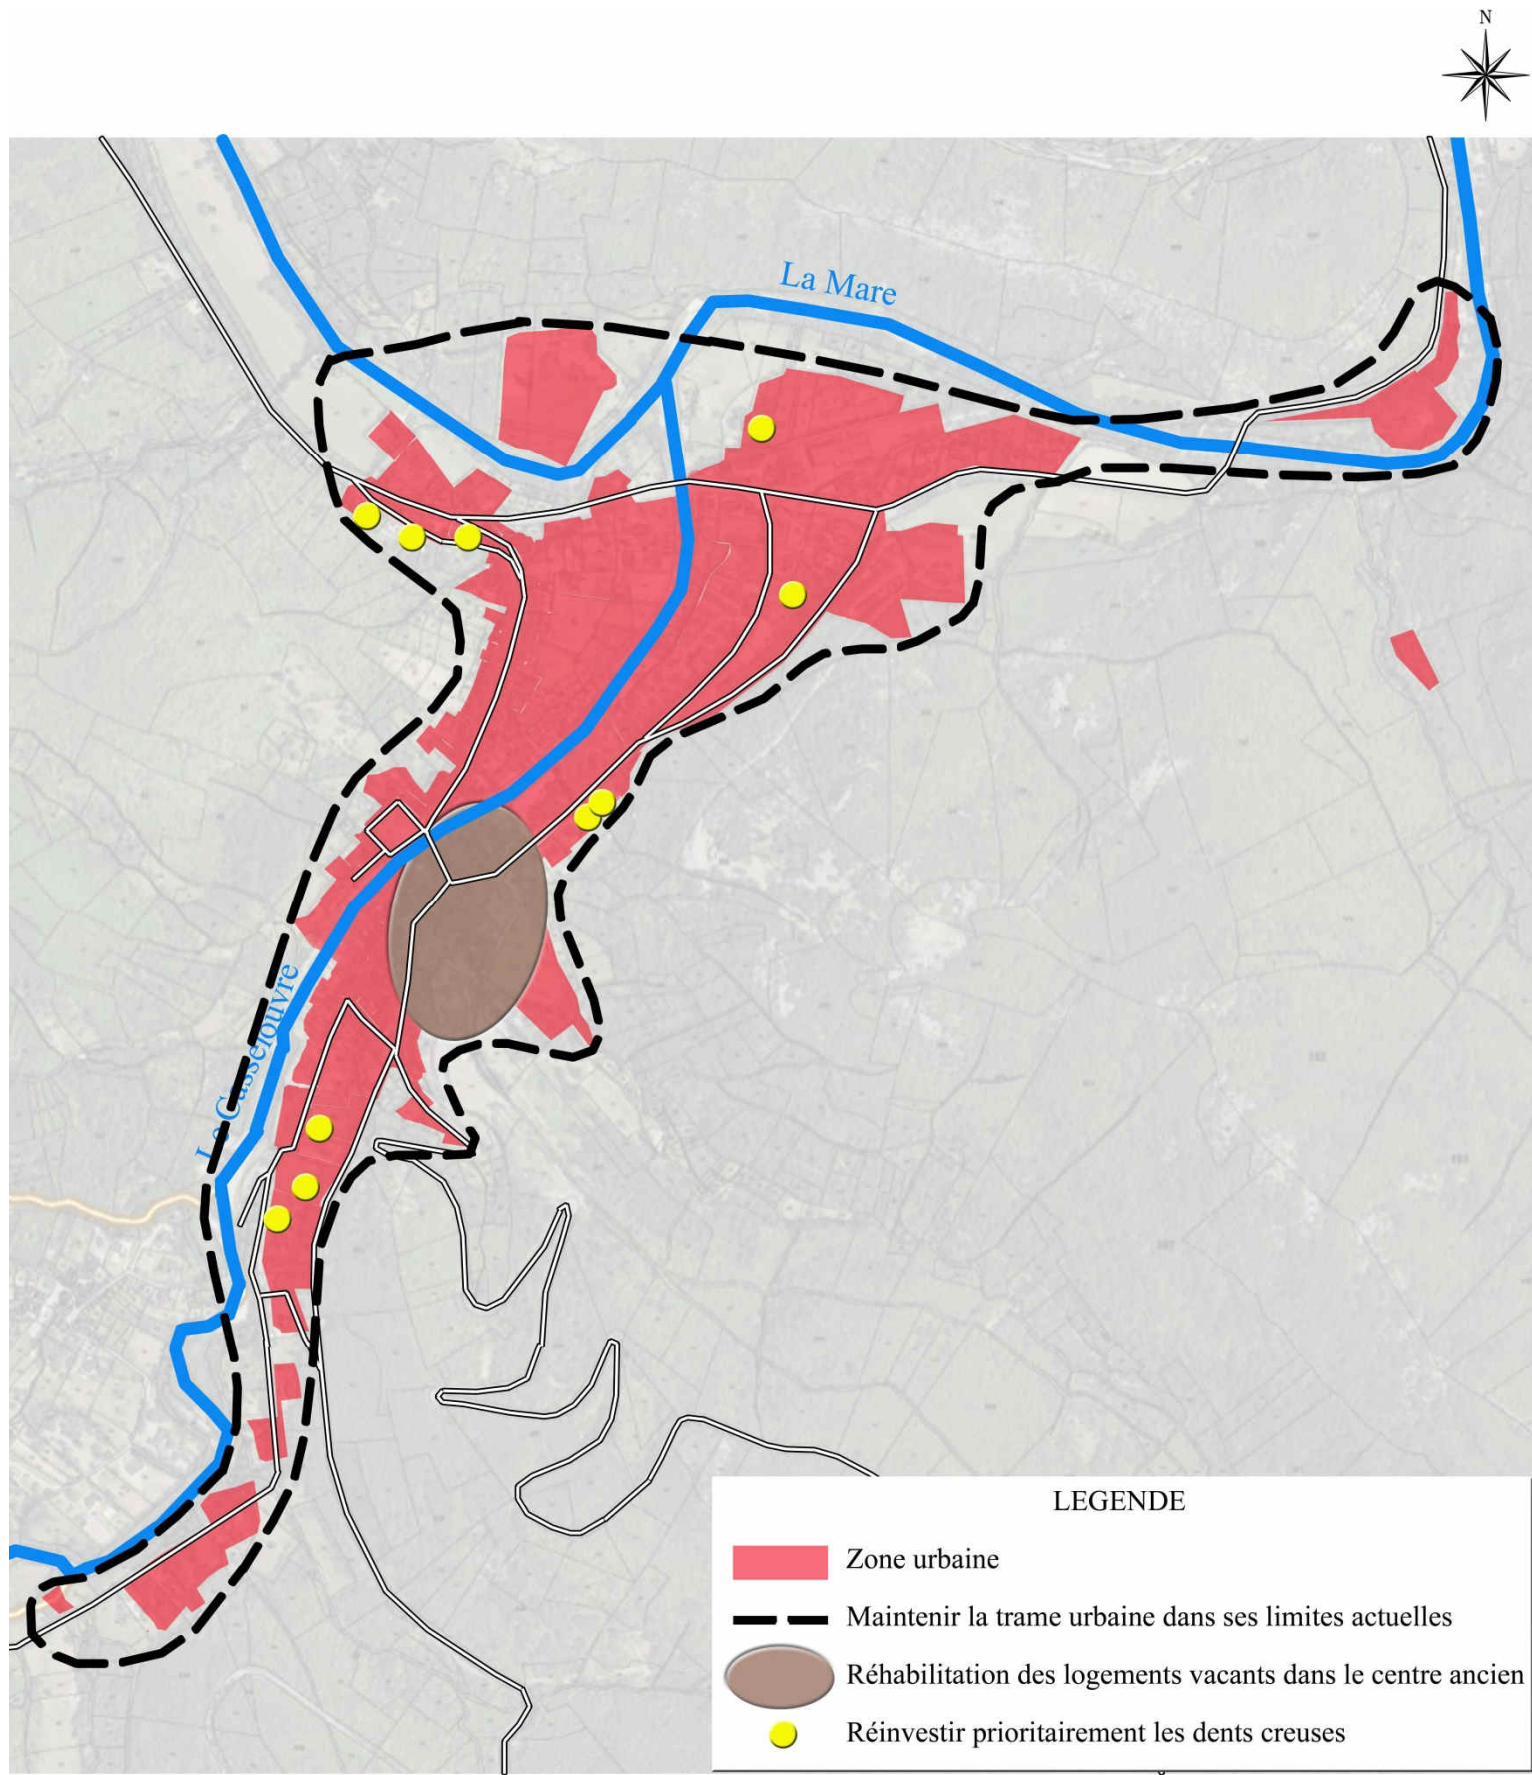 N
La Mare
Le Casselouvre
LEGENDE
Zone urbaine
Maintenir la trame urbaine dans ses limites actuelles
Réhabilitation des logements vacants dans le centre ancien
Réinvestir prioritairement les dents creuses